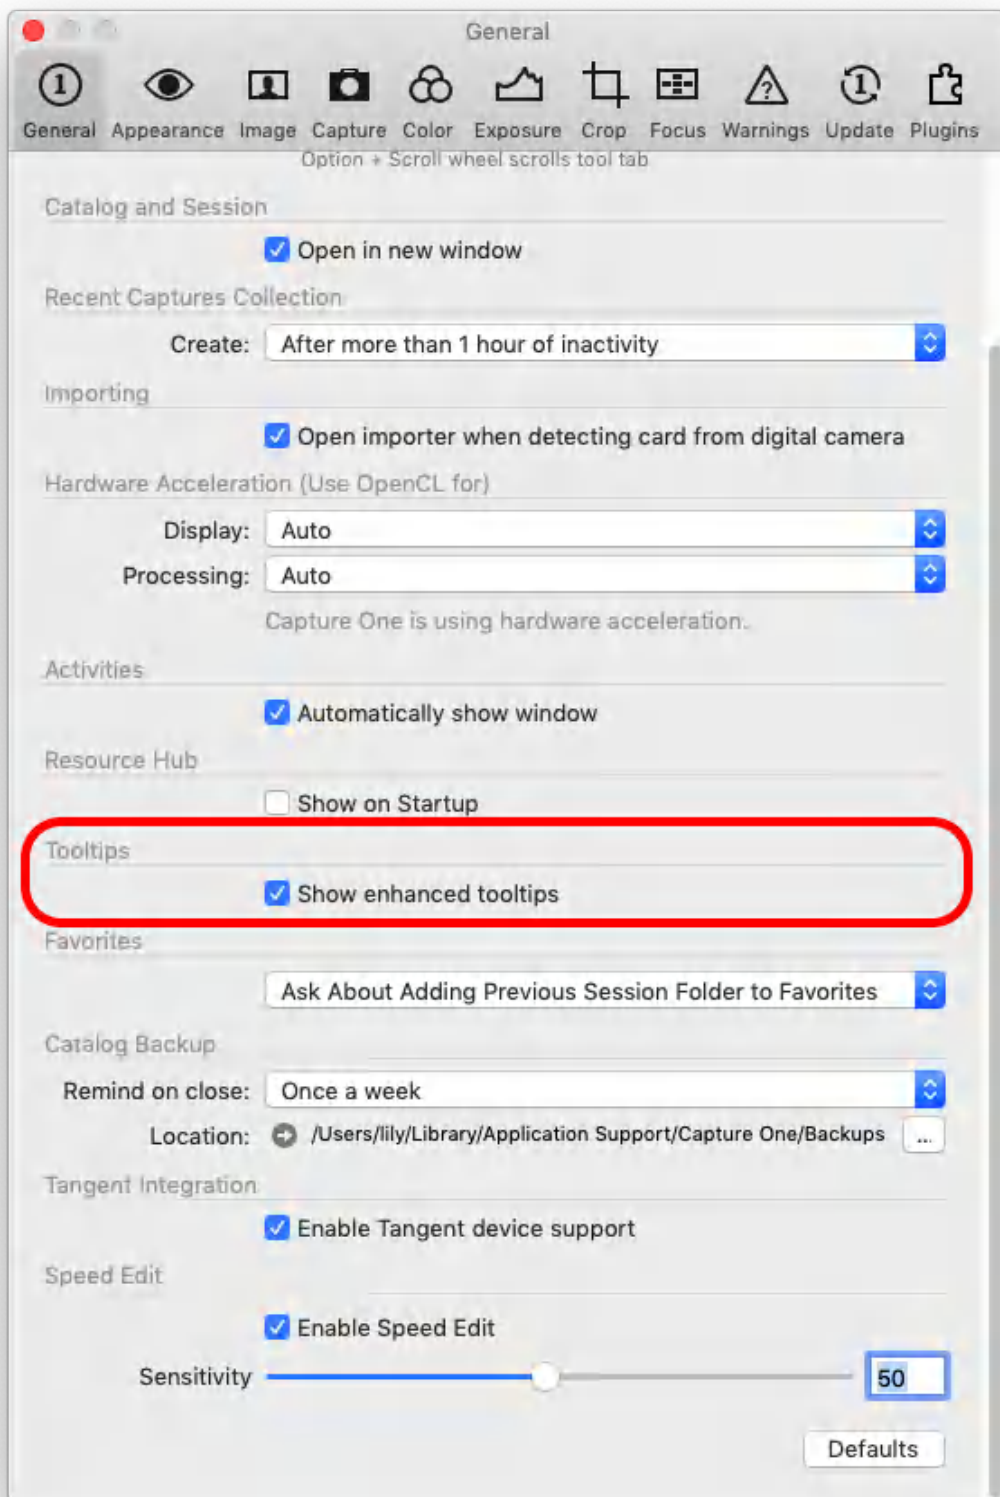 General
General Appearance Image Capture Color Exposure Crop Focus Warnings Update Plugins
Option + Scroll wheel scrolls tool tab
Catalog and Session
Open in new window
Recent Captures Collection
Create: After more than 1 hour of inactivity
Importing
Open importer when detecting card from digital camera
Hardware Acceleration (Use OpenCL for)
Display: Auto
Processing: Auto
Capture One is using hardware acceleration.
Activities
Automatically show window
Resource Hub
Show on Startup
Tooltips
Show enhanced tooltips
Favorites
Ask About Adding Previous Session Folder to Favorites
Catalog Backup
Remind on close: Once a week
Location: /Users/lily/Library/Application Support/Capture One/Backups ...
Tangent Integration
Enable Tangent device support
Speed Edit
Enable Speed Edit
Sensitivity 50
Defaults